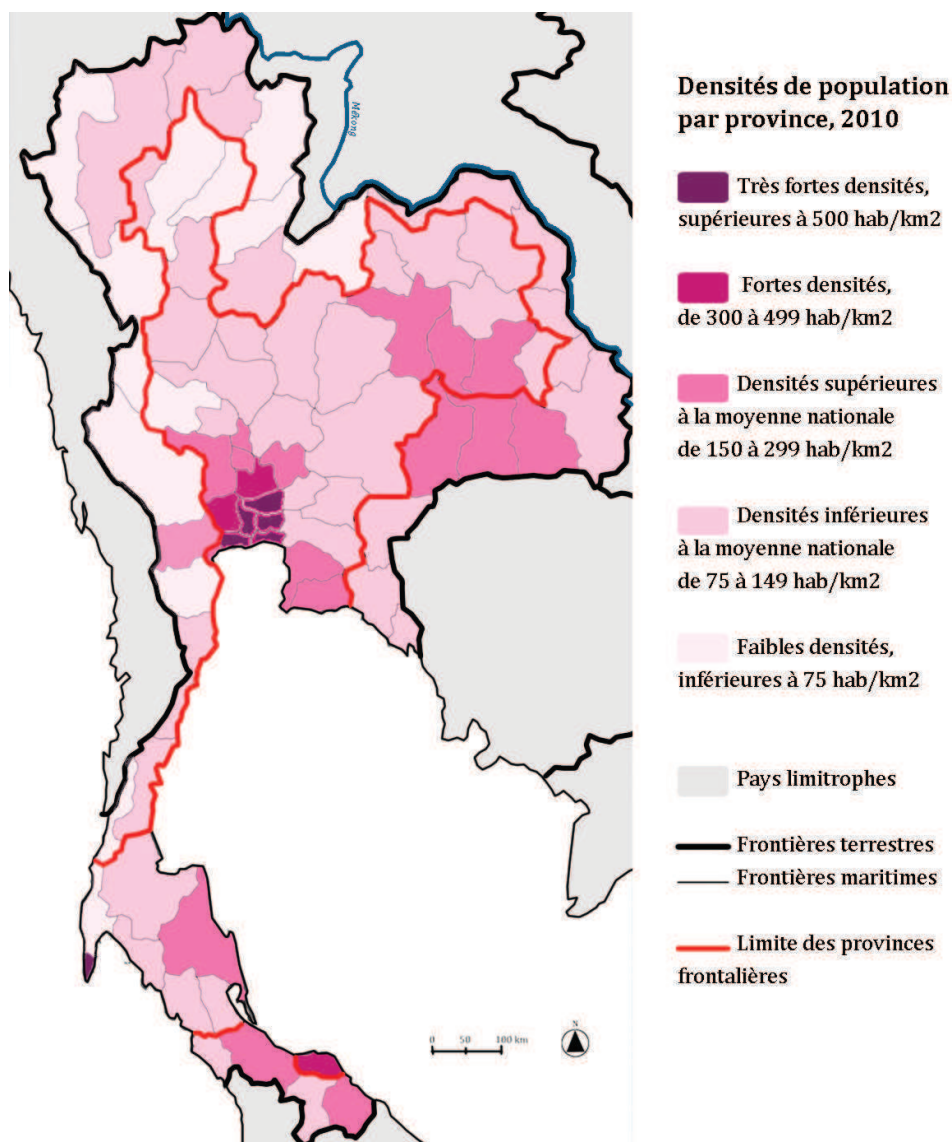 Mékong
Densités de population
par province, 2010
Très fortes densités,
supérieures à 500 hab/km2
Fortes densités,
de 300 à 499 hab/km2
Densités supérieures
à la moyenne nationale
de 150 à 299 hab/km2
Densités inférieures
à la moyenne nationale
de 75 à 149 hab/km2
Faibles densités,
inférieures à 75 hab/km2
Pays limitrophes
Frontières terrestres
Frontières maritimes
Limite des provinces
frontalières
0 50 100 km
N